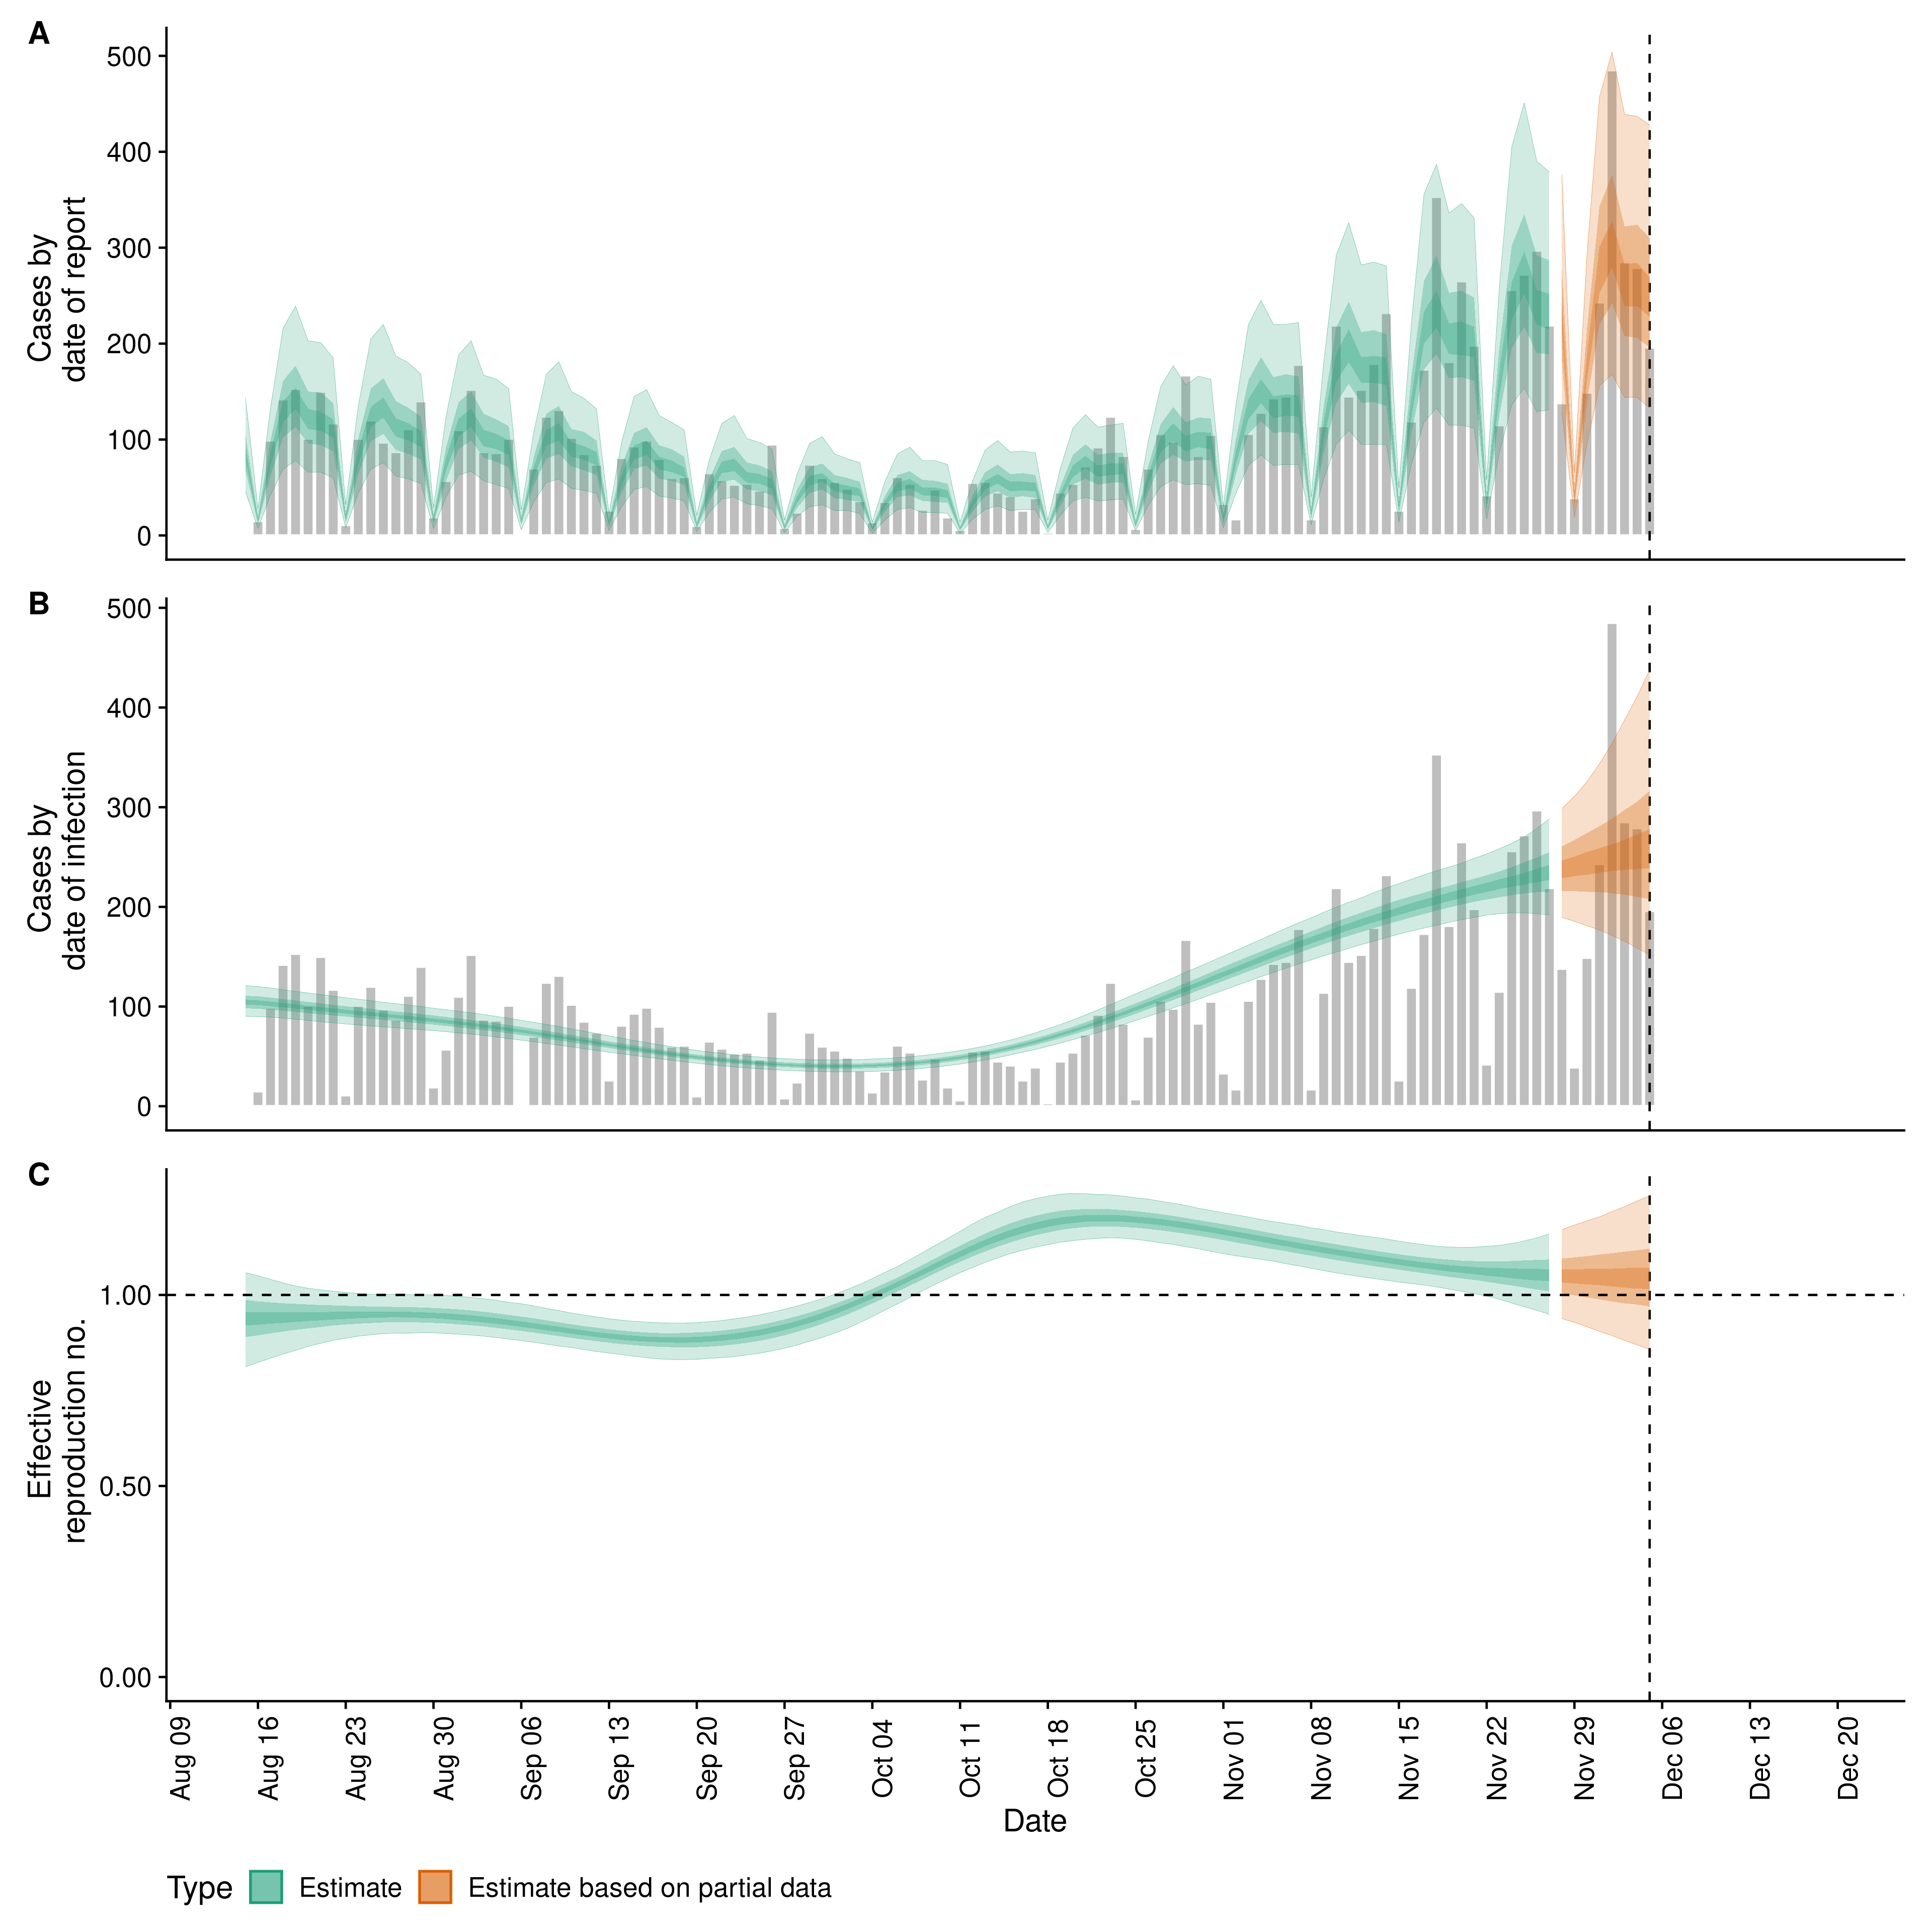 A
500
400
300
200
100
0
Cases by
date of report
B
500
400
300
200
100
0
Cases by
date of infection
C
1.00
0.50
0.00
Effective
reproduction no.
Aug 09
Aug 16
Aug 23
Aug 30
Sep 06
Sep 13
Sep 20
Sep 27
Oct 04
Oct 11
Oct 18
Oct 25
Nov 01
Nov 08
Nov 15
Nov 22
Nov 29
Dec 06
Dec 13
Dec 20
Date
Type Estimate Estimate based on partial data